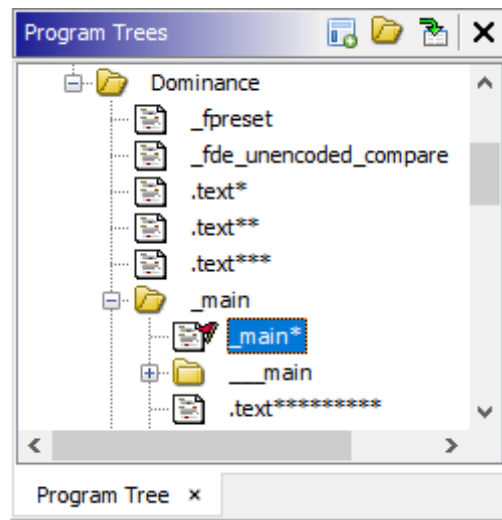 Program Trees
Dominance
_fpreset
_fde_unencoded_compare
.text*
.text**
.text***
_main
_main*
___main
.text*********
Program Tree ×